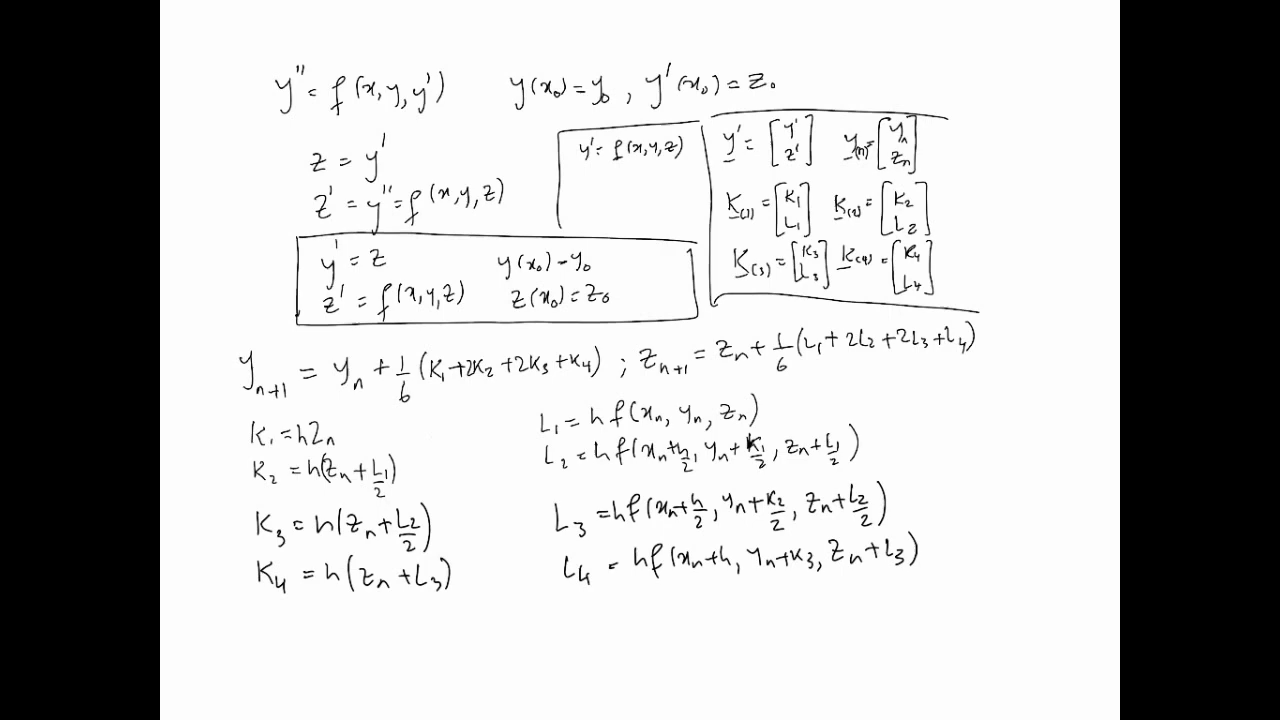 y'' = f(x, y, y') y(x₀) = y₀ , y'(x₀) = z₀
z = y'
z' = y'' = f(x, y, z)
y' = f(x, y, z)
y' = z y(x₀) = y₀
z' = f(x, y, z) z(x₀) = z₀
y̲' = [y' z'] y̲(n) = [yₙ zₙ]
K̲(1) = [K₁ L₁] K̲(2) = [K₂ L₂]
K̲(3) = [K₃ L₃] K̲(4) = [K₄ L₄]
yₙ₊₁ = yₙ + 1/6 (K₁ + 2K₂ + 2K₃ + K₄) ; zₙ₊₁ = zₙ + 1/6 (L₁ + 2L₂ + 2L₃ + L₄)
K₁ = hzₙ L₁ = hf(xₙ, yₙ, zₙ)
K₂ = h(zₙ + L₁/2) L₂ = hf(xₙ + h/2, yₙ + K₁/2, zₙ + L₁/2)
K₃ = h(zₙ + L₂/2) L₃ = hf(xₙ + h/2, yₙ + K₂/2, zₙ + L₂/2)
K₄ = h(zₙ + L₃) L₄ = hf(xₙ + h, yₙ + K₃, zₙ + L₃)